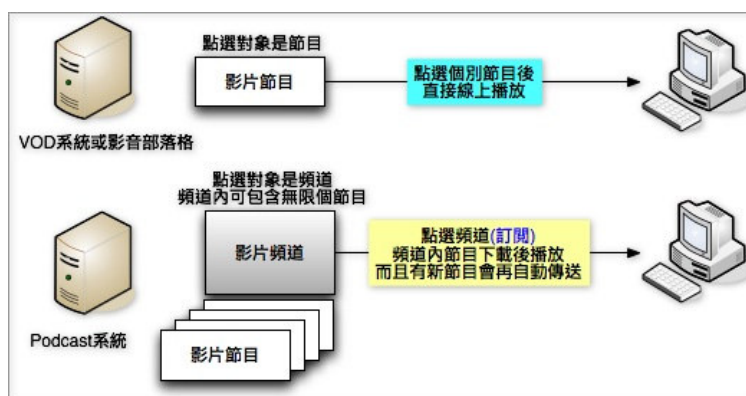 點選對象是節目
影片節目
點選個別節目後
直接線上播放
VOD系統或影音部落格
點選對象是頻道
頻道內可包含無限個節目
影片頻道
點選頻道(訂閱)
頻道內節目下載後播放
而且有新節目會再自動傳送
Podcast系統
影片節目